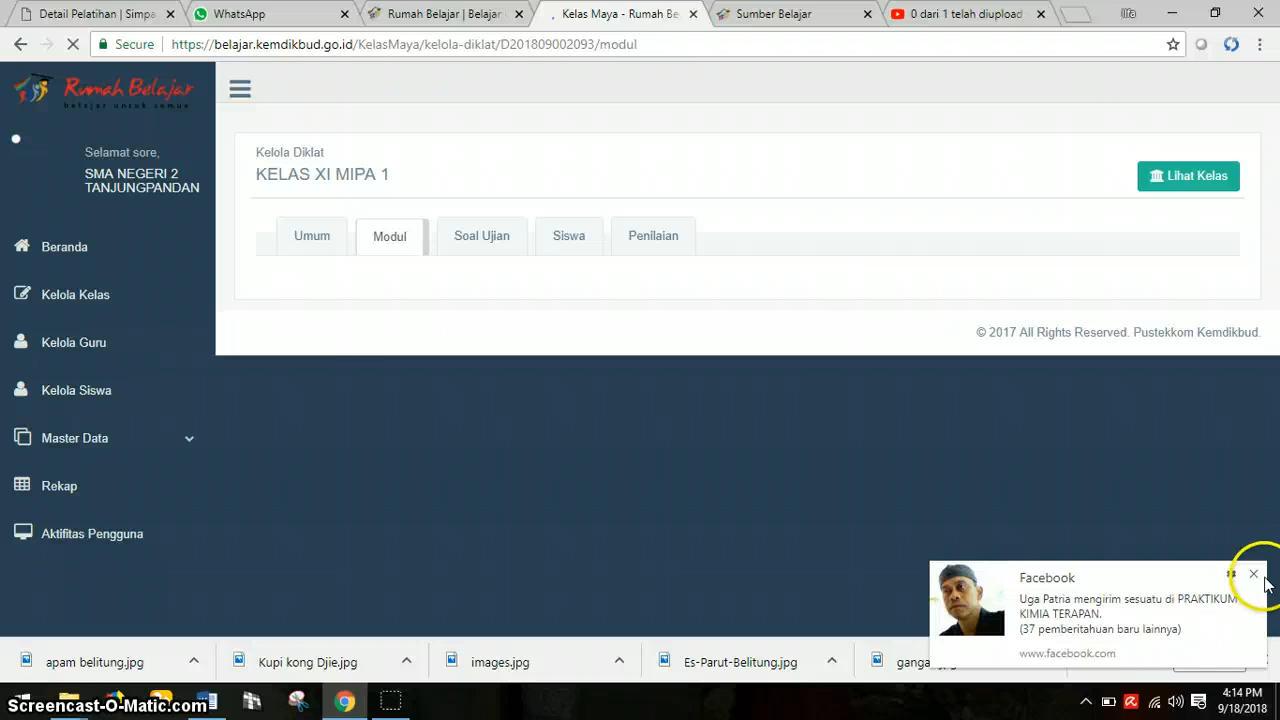 Detail Pelatihan | Simpa
WhatsApp
Rumah Belajar | Belajar
Kelas Maya - Rumah Be
Sumber Belajar
0 dari 1 telah diupload
Secure
https://belajar.kemdikbud.go.id/KelasMaya/kelola-diklat/D201809002093/modul
Rumah Belajar
belajar untuk semua
Selamat sore,
SMA NEGERI 2
TANJUNGPANDAN
Beranda
Kelola Kelas
Kelola Guru
Kelola Siswa
Master Data
Rekap
Aktifitas Pengguna
Kelola Diklat
KELAS XI MIPA 1
Lihat Kelas
Umum
Modul
Soal Ujian
Siswa
Penilaian
© 2017 All Rights Reserved. Pustekkom Kemdikbud.
Facebook
Uga Patria mengirim sesuatu di PRAKTIKUM
KIMIA TERAPAN.
(37 pemberitahuan baru lainnya)
www.facebook.com
apam belitung.jpg
Kupi kong Djie.jpg
images.jpg
Es-Parut-Belitung.jpg
Screencast-O-Matic.com
4:14 PM
9/18/2018